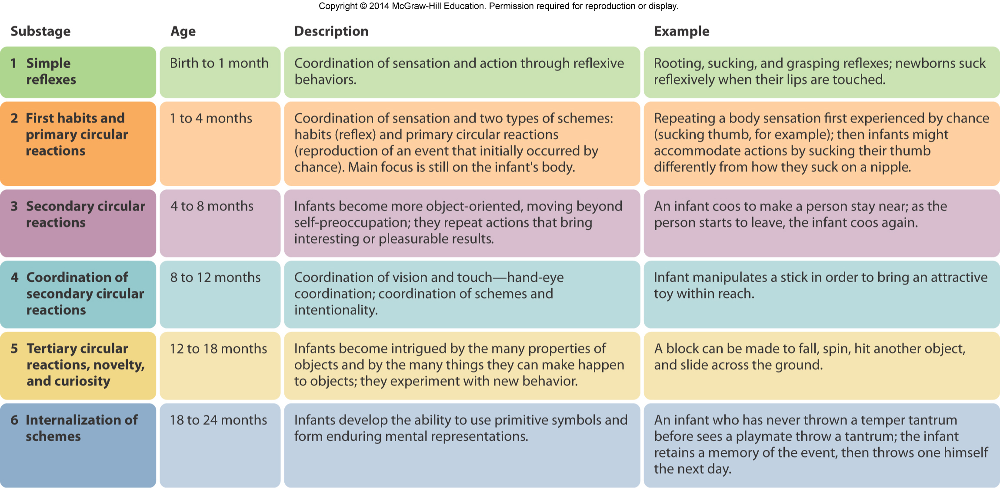 Copyright © 2014 McGraw-Hill Education. Permission required for reproduction or display.
Substage
Age
Description
Example
1 Simple
reflexes
Birth to 1 month
Coordination of sensation and action through reflexive
behaviors.
Rooting, sucking, and grasping reflexes; newborns suck
reflexively when their lips are touched.
2 First habits and
primary circular
reactions
1 to 4 months
Coordination of sensation and two types of schemes:
habits (reflex) and primary circular reactions
(reproduction of an event that initially occurred by
chance). Main focus is still on the infant's body.
Repeating a body sensation first experienced by chance
(sucking thumb, for example); then infants might
accommodate actions by sucking their thumb
differently from how they suck on a nipple.
3 Secondary circular
reactions
4 to 8 months
Infants become more object-oriented, moving beyond
self-preoccupation; they repeat actions that bring
interesting or pleasurable results.
An infant coos to make a person stay near; as the
person starts to leave, the infant coos again.
4 Coordination of
secondary circular
reactions
8 to 12 months
Coordination of vision and touch—hand-eye
coordination; coordination of schemes and
intentionality.
Infant manipulates a stick in order to bring an attractive
toy within reach.
5 Tertiary circular
reactions, novelty,
and curiosity
12 to 18 months
Infants become intrigued by the many properties of
objects and by the many things they can make happen
to objects; they experiment with new behavior.
A block can be made to fall, spin, hit another object,
and slide across the ground.
6 Internalization of
schemes
18 to 24 months
Infants develop the ability to use primitive symbols and
form enduring mental representations.
An infant who has never thrown a temper tantrum
before sees a playmate throw a tantrum; the infant
retains a memory of the event, then throws one himself
the next day.